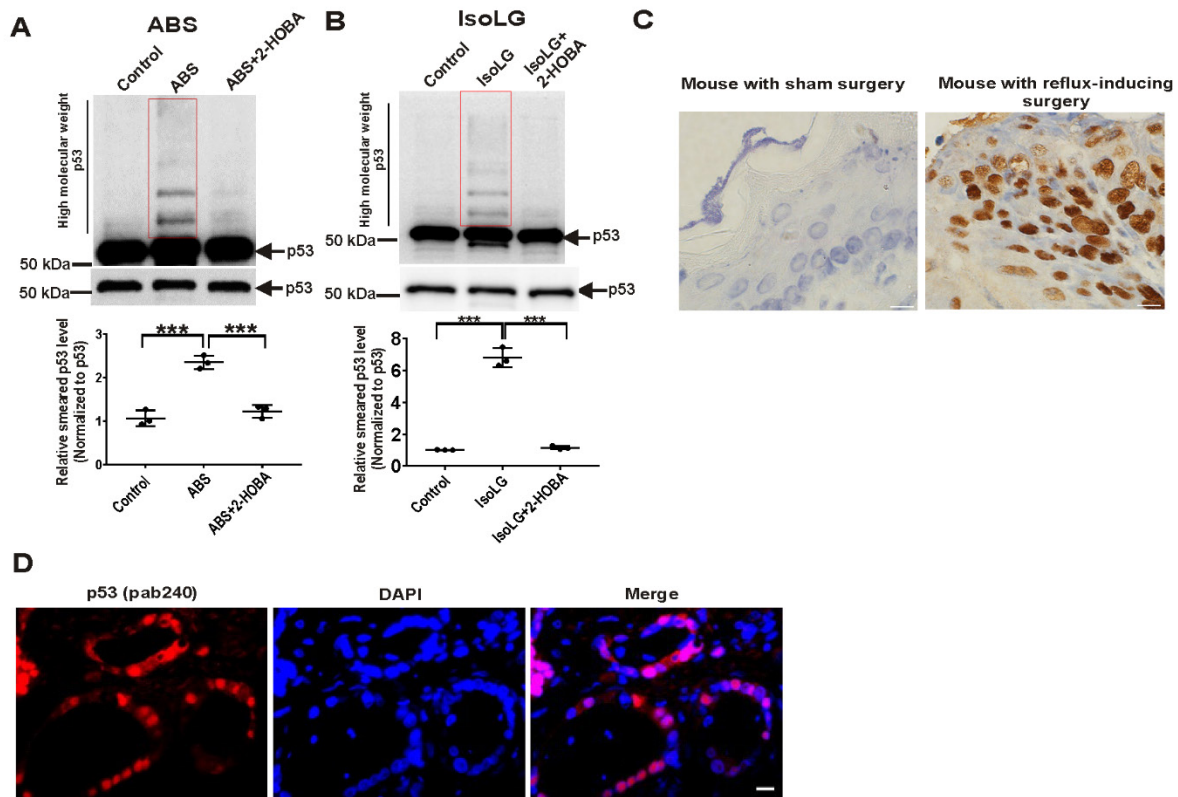 A
ABS
Control
ABS
ABS+2-HOBA
High molecular weight
p53
p53
50 kDa
50 kDa
p53
***
***
Relative smeared p53 level
(Normalized to p53)
3
2
1
0
Control
ABS
ABS+2-HOBA
B
IsoLG
Control
IsoLG
IsoLG+
2-HOBA
High molecular weight
p53
p53
50 kDa
50 kDa
p53
***
***
Relative smeared p53 level
(Normalized to p53)
8
6
4
2
0
Control
IsoLG
IsoLG+2-HOBA
C
Mouse with sham surgery
Mouse with reflux-inducing
surgery
D
p53 (pab240)
DAPI
Merge